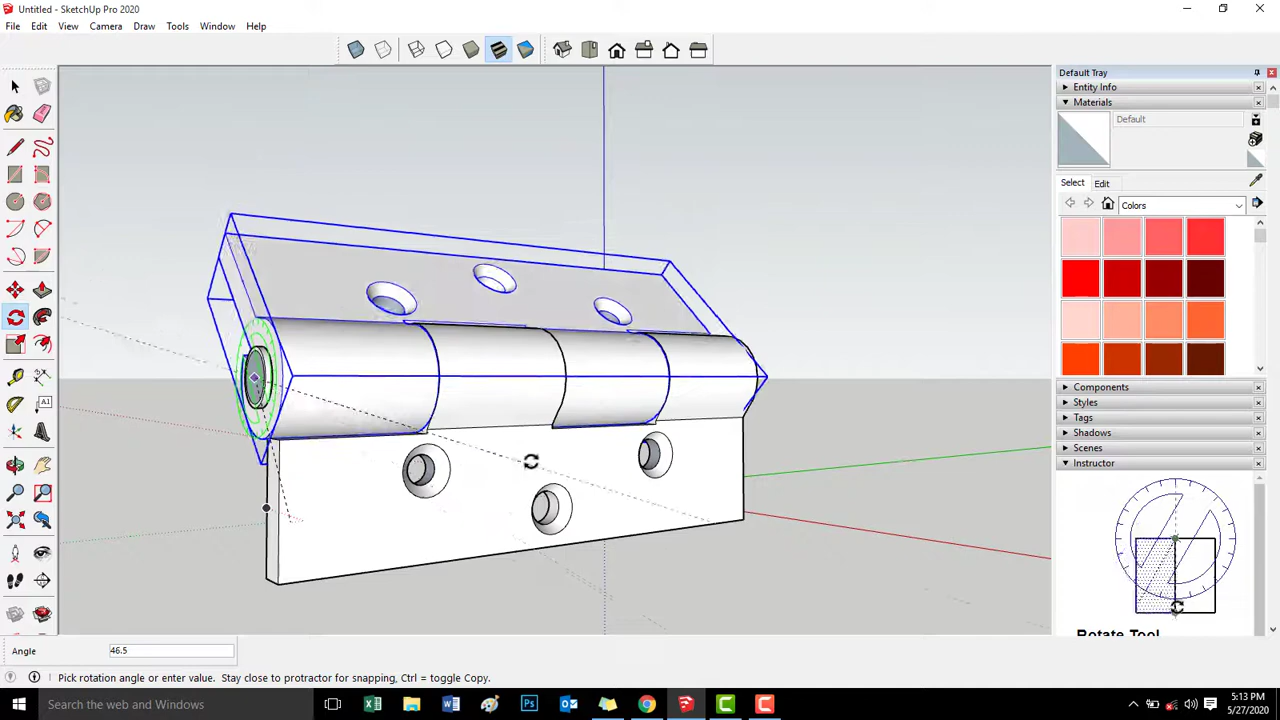 Untitled - SketchUp Pro 2020
File Edit View Camera Draw Tools Window Help
Default Tray
Entity Info
Materials
Default
Select Edit
Colors
Components
Styles
Tags
Shadows
Scenes
Instructor
Rotate Tool
A1
Angle 46.5
Pick rotation angle or enter value. Stay close to protractor for snapping, Ctrl = toggle Copy.
Search the web and Windows
Ps
5:13 PM
5/27/2020